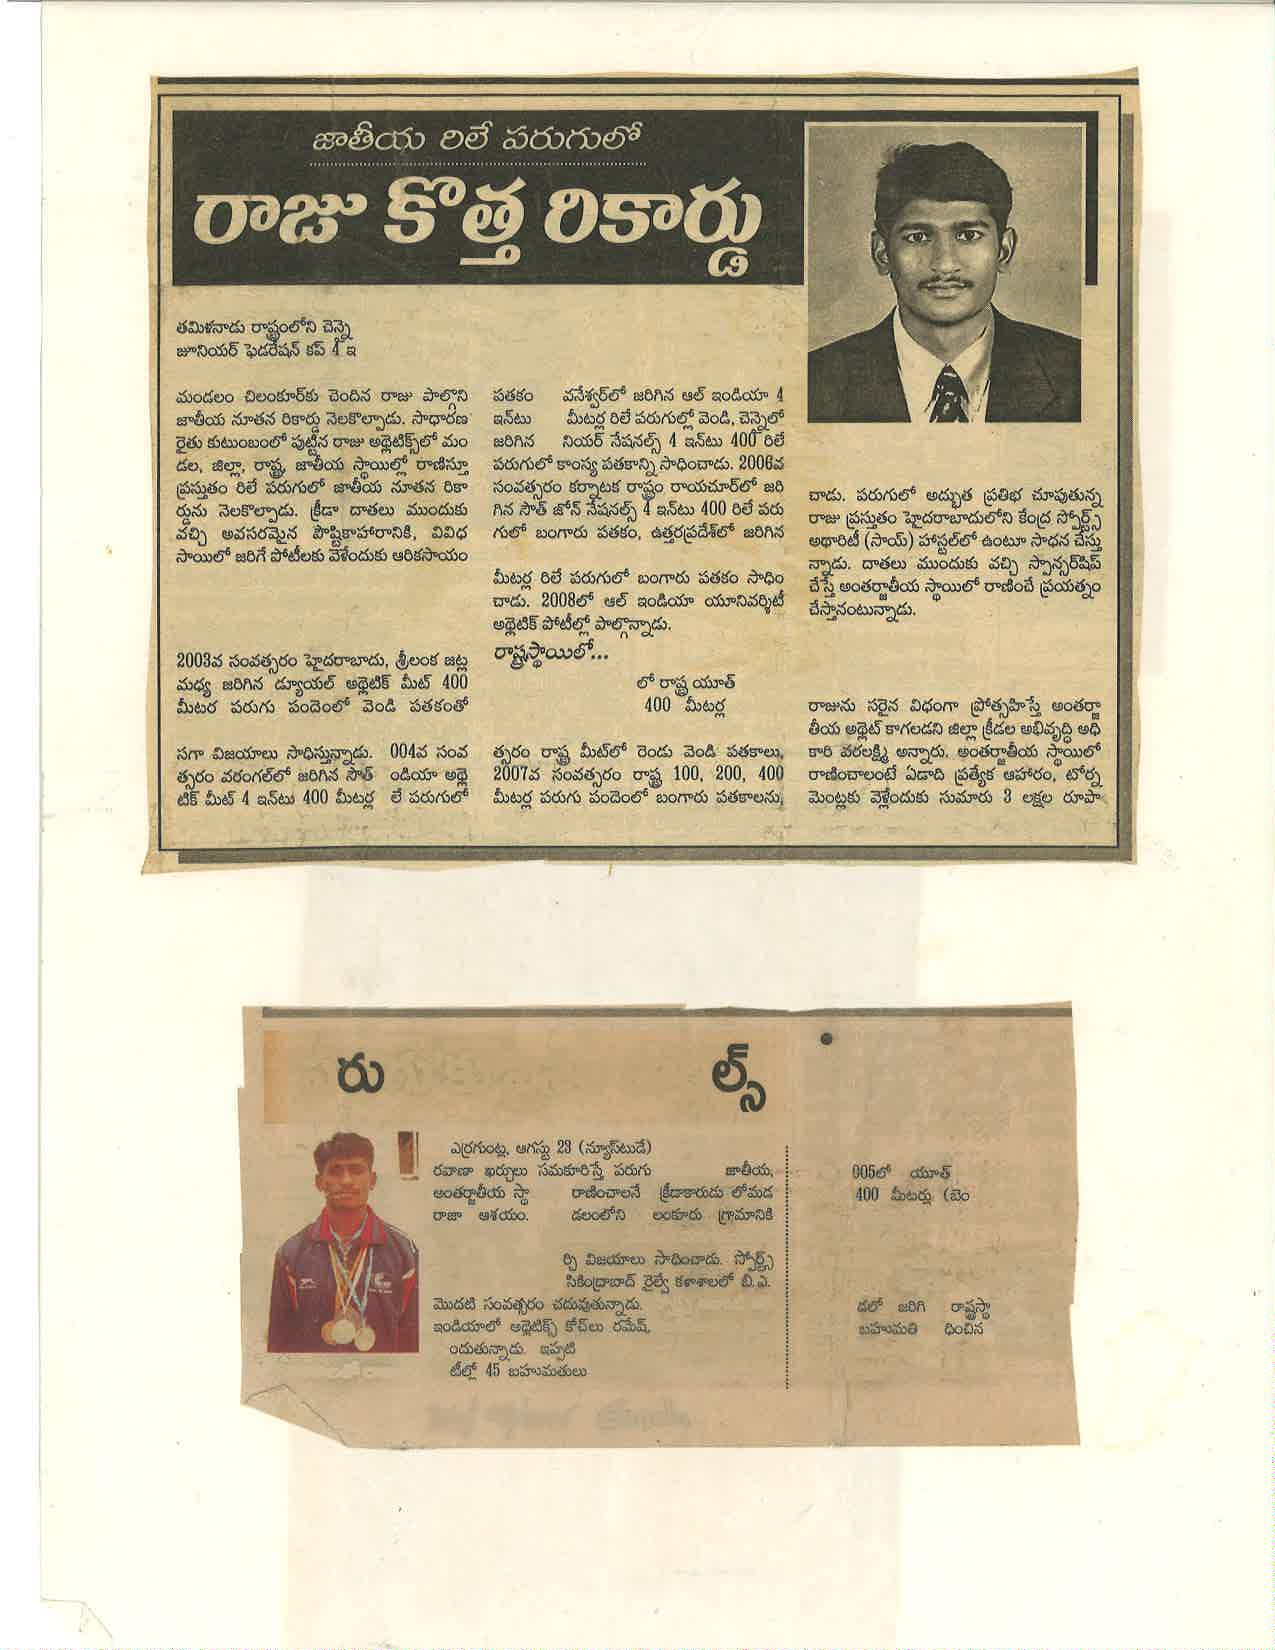 జాతీయ రిలే పరుగులో
రాజు కొత్త రికార్డు
తమిళనాడు రాష్ట్రంలోని చెన్నై
జూనియర్ ఫెడరేషన్ కప్ 4 ఇ
మండలం చిలంకూర్‌కు చెందిన రాజు పాల్గొని
జాతీయ నూతన రికార్డు నెలకొల్పాడు. సాధారణ
రైతు కుటుంబంలో పుట్టిన రాజు అథ్లెటిక్స్‌లో మం
డల, జిల్లా, రాష్ట్ర, జాతీయ స్థాయిల్లో రాణిస్తూ
ప్రస్తుతం రిలే పరుగులో జాతీయ నూతన రికా
ర్డును నెలకొల్పాడు. క్రీడా దాతలు ముందుకు
వచ్చి అవసరమైన పౌష్టికాహారానికి, వివిధ
సాయిలో జరిగే పోటీలకు వెళేందుకు ఆరికసాయం
2003వ సంవత్సరం హైదరాబాదు, శ్రీలంక జట్ల
మధ్య జరిగిన డ్యూయల్ అథ్లెటిక్ మీట్ 400
మీటర పరుగు పందెంలో వెండి పతకంతో
సగా విజయాలు సాధిస్తున్నాడు. 004వ సంవ
త్సరం వరంగల్‌లో జరిగిన సౌత్ ండియా అథ్లె
టిక్ మీట్ 4 ఇన్‌టు 400 మీటర్ల లే పరుగులో
పతకం వనేశ్వర్‌లో జరిగిన ఆల్ ఇండియా 4
ఇన్‌టు మీటర్ల రిలే పరుగుల్లో వెండి, చెన్నైలో
జరిగిన నియర్ నేషనల్స్ 4 ఇన్‌టు 400 రిలే
పరుగులో కాంస్య పతకాన్ని సాధించాడు. 2006వ
సంవత్సరం కర్నాటక రాష్ట్రం రాయచూర్‌లో జరి
గిన సౌత్ జోన్ నేషనల్స్ 4 ఇన్‌టు 400 రిలే పరు
గులో బంగారు పతకం, ఉత్తరప్రదేశ్‌లో జరిగిన
మీటర్ల రిలే పరుగులో బంగారు పతకం సాధిం
చాడు. 2008లో ఆల్ ఇండియా యూనివర్శిటీ
అథ్లెటిక్ పోటీల్లో పాల్గొన్నాడు.
రాష్ట్రస్థాయిలో...
లో రాష్ట్ర యూత్
400 మీటర్ల
త్సరం రాష్ట్ర మీట్‌లో రెండు వెండి పతకాలు,
2007వ సంవత్సరం రాష్ట్ర 100, 200, 400
మీటర్ల పరుగు పందెంలో బంగారు పతకాలను,
చాడు. పరుగులో అద్భుత ప్రతిభ చూపుతున్న
రాజు ప్రస్తుతం హైదరాబాదులోని కేంద్ర స్పోర్ట్స్
అథారిటీ (సాయ్) హాస్టల్‌లో ఉంటూ సాధన చేస్తు
న్నాడు. దాతలు ముందుకు వచ్చి స్పాన్సర్‌షిప్
చేస్తే అంతర్జాతీయ స్థాయిలో రాణించే ప్రయత్నం
చేస్తానంటున్నాడు.
రాజును సరైన విధంగా ప్రోత్సహిస్తే అంతర్జా
తీయ అథ్లెట్ కాగలడని జిల్లా క్రీడల అభివృద్ధి అధి
కారి వరలక్ష్మి అన్నారు. అంతర్జాతీయ స్థాయిలో
రాణించాలంటే ఏడాది ప్రత్యేక ఆహారం, టోర్న
మెంట్లకు వెళ్లేందుకు సుమారు 3 లక్షల రూపా
రు ల్స్
ఎర్రగుంట్ల, ఆగస్టు 23 (న్యూస్‌టుడే)
రవాణా ఖర్చులు సమకూరిస్తే పరుగు జాతీయ,
అంతర్జాతీయ స్థా రాణించాలనే క్రీడాకారుడు లోమడ
రాజా ఆశయం. డలంలోని లంకూరు గ్రామానికి
ర్చి విజయాలు సాధించాడు. స్పోర్ట్స్
సికింద్రాబాద్ రైల్వే కళాశాలలో బి.ఎ.
మొదటి సంవత్సరం చదువుతున్నాడు.
ఇండియాలో అథ్లెటిక్స్ కోచ్‌లు రమేష్,
ందుతున్నాడు. ఇప్పటి
టీల్లో 45 బహుమతులు
005లో యూత్
400 మీటర్లు (బెం
డలో జరిగి రాష్ట్రస్థా
బహుమతి ధించిన